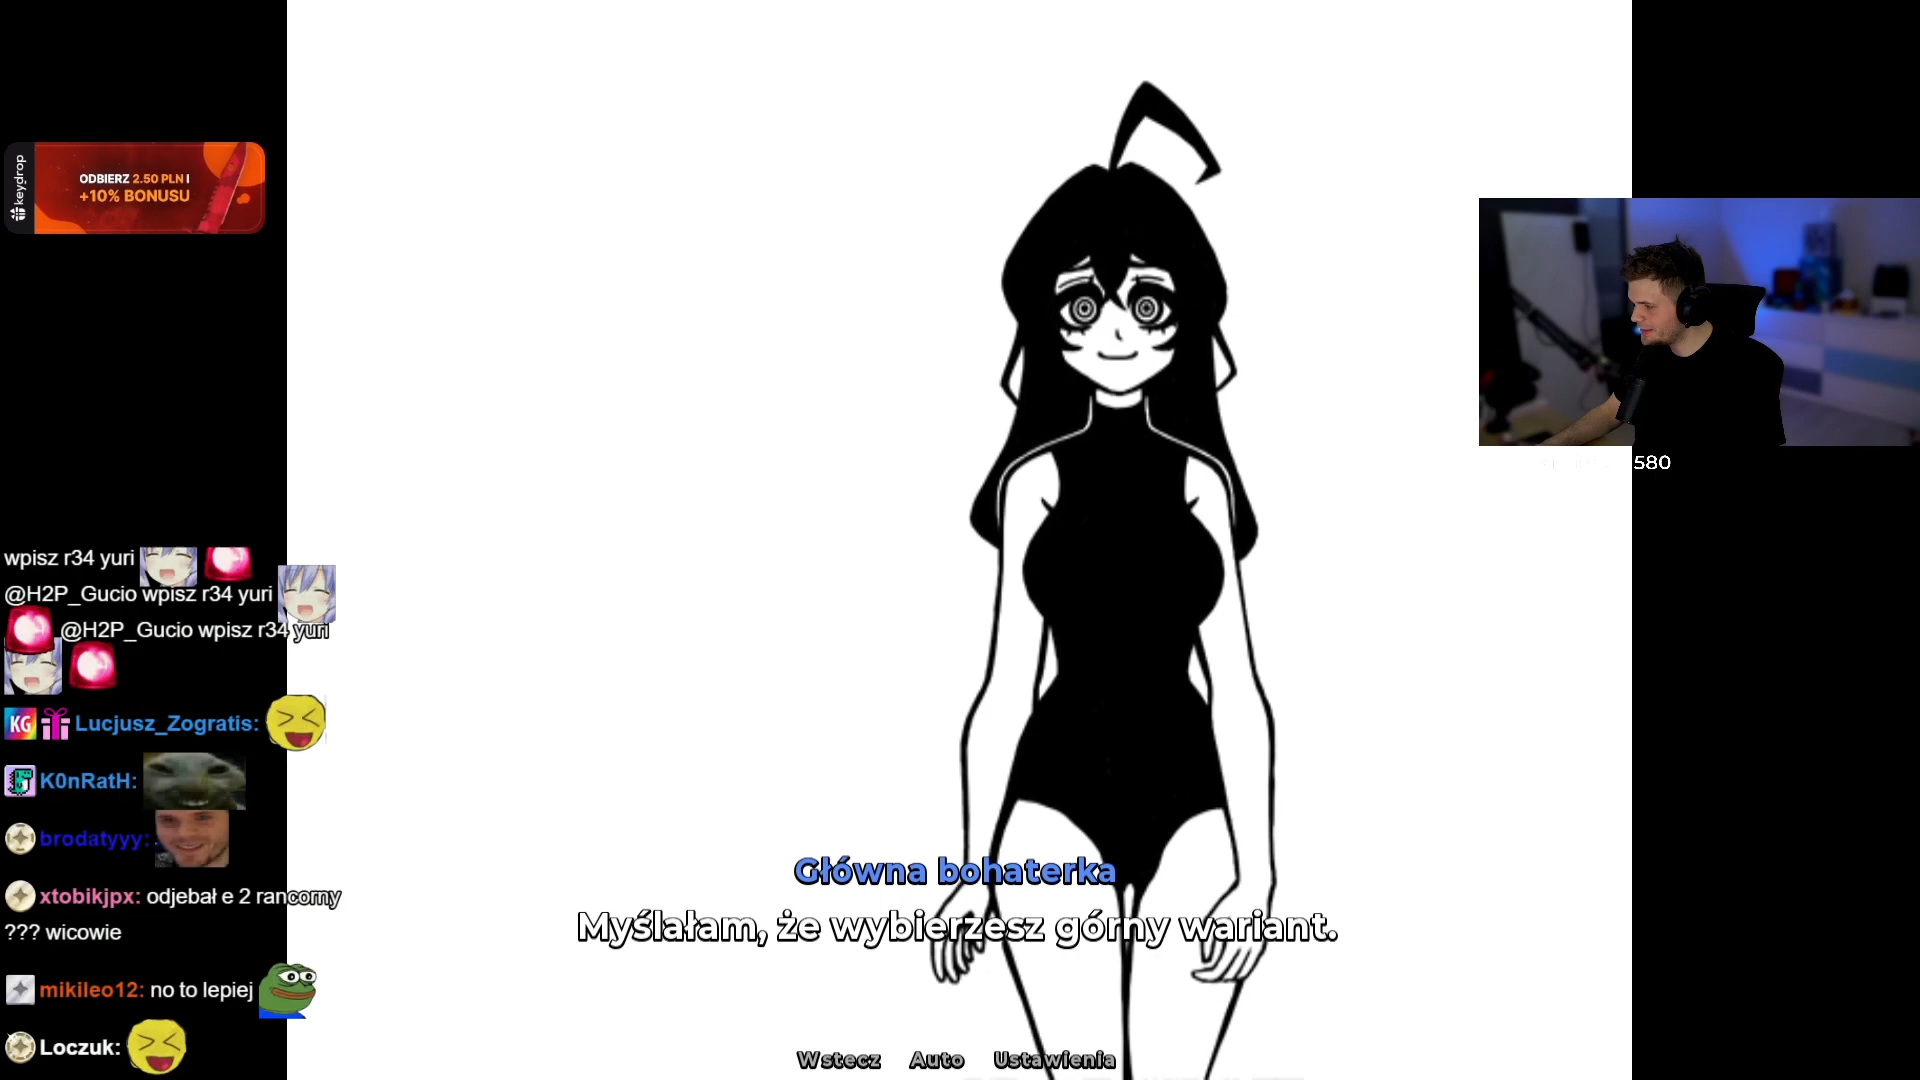 keydrop
ODBIERZ 2.50 PLN I
+10% BONUSU
580
wpisz r34 yuri
@H2P_Gucio wpisz r34 yuri
@H2P_Gucio wpisz r34 yuri
KG Lucjusz_Zogratis:
K0nRatH:
brodatyyy:
xtobikjpx: odjebał e 2 rancorny
??? wicowie
mikileo12: no to lepiej
Loczuk:
Główna bohaterka
Myślałam, że wybierzesz górny wariant.
Wstecz Auto Ustawienia